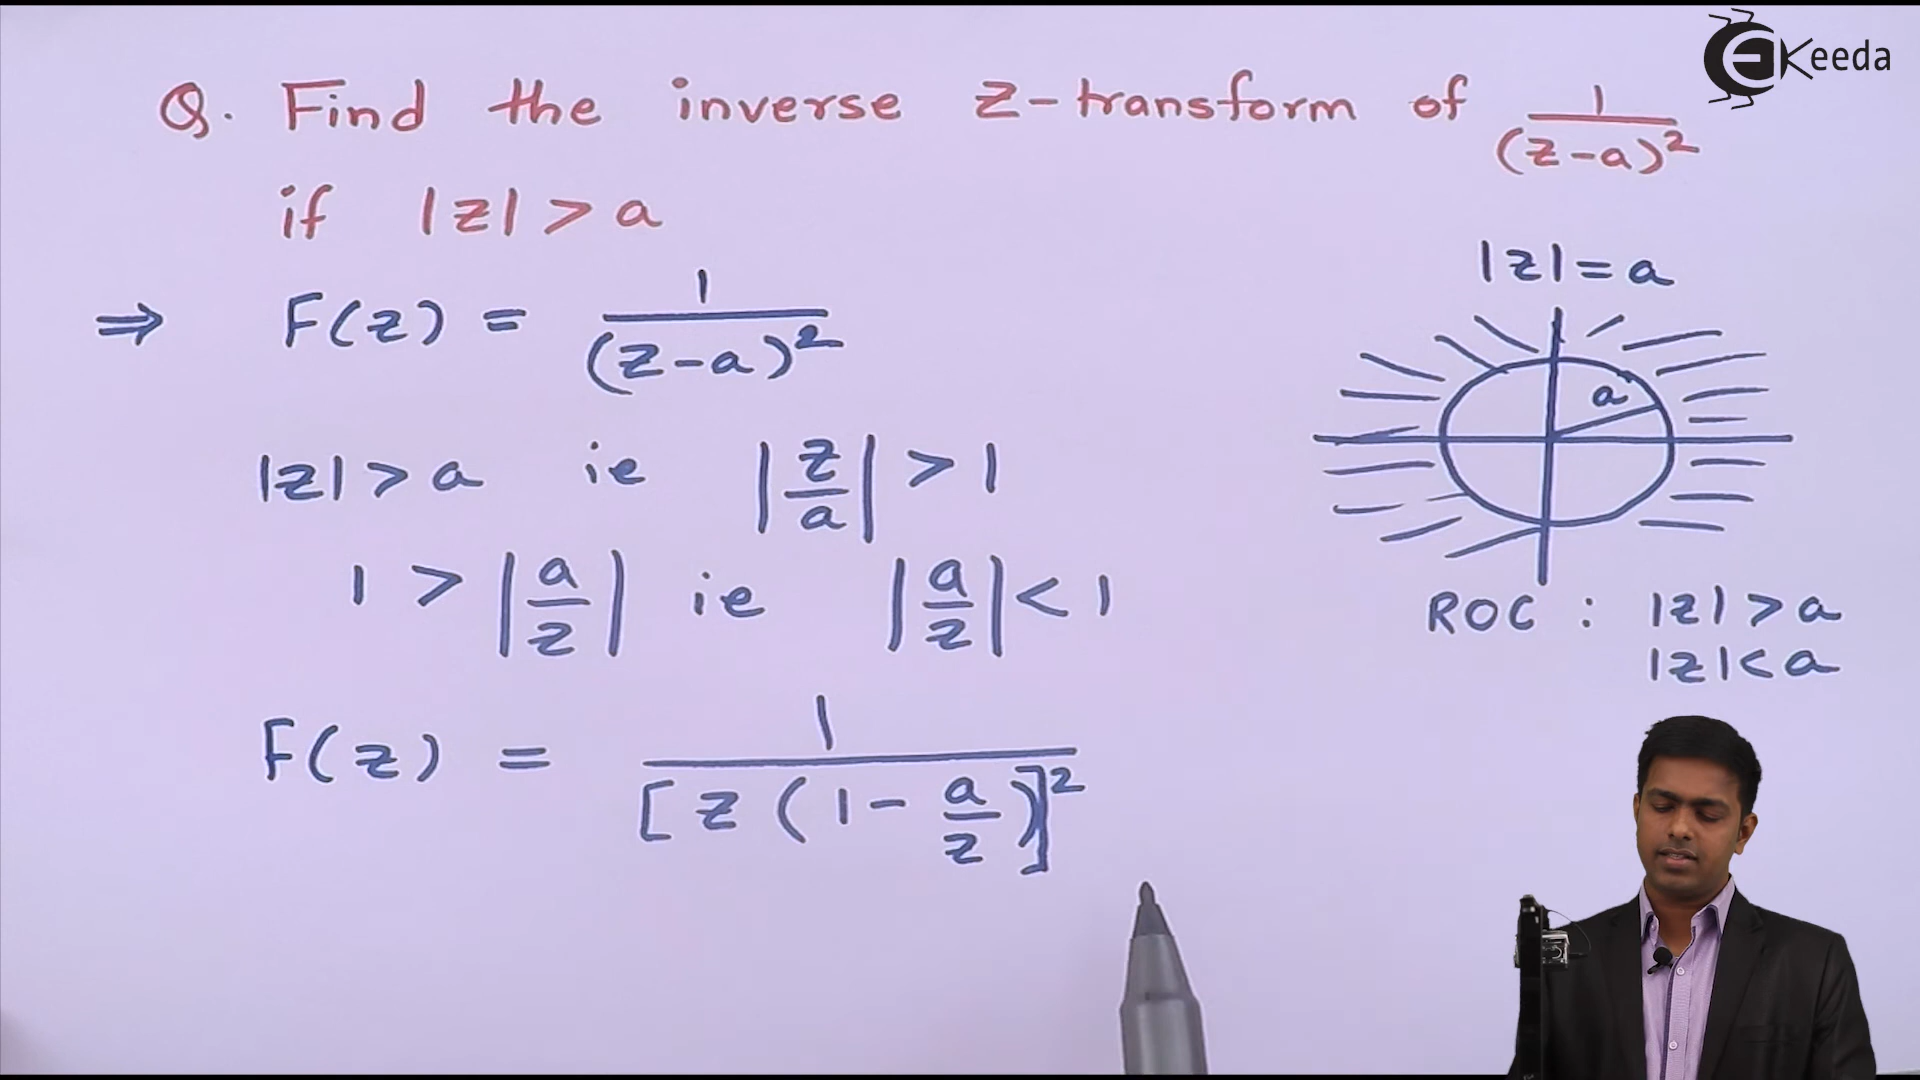 EKeeda
Q. Find the inverse Z-transform of 1/(z-a)²
if |z| > a
⇒ F(z) = 1/(z-a)²
|z| > a ie |z/a| > 1
1 > |a/z| ie |a/z| < 1
F(z) = 1/[z(1-a/z)]²
|z| = a
a
ROC : |z| > a
|z| < a